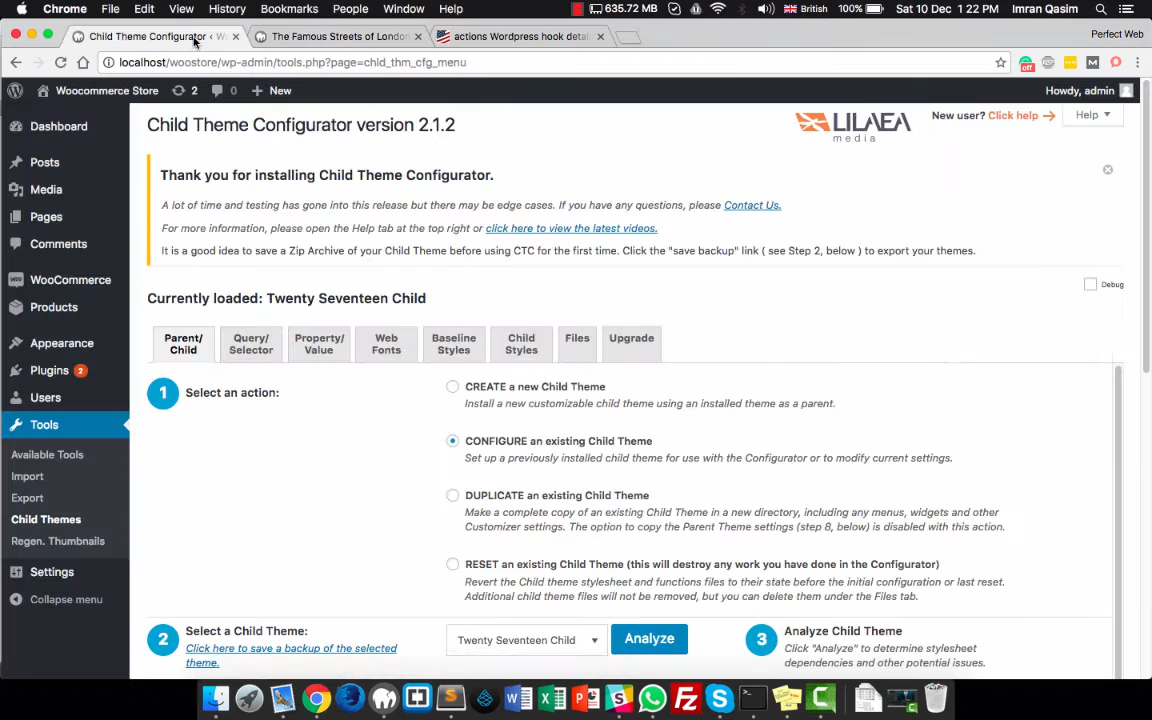 Chrome File Edit View History Bookmarks People Window Help 635.72 MB British 100% Sat 10 Dec 1:22 PM Imran Qasim
Child Theme Configurator ‹ W The Famous Streets of London actions Wordpress hook detai Perfect Web
localhost/woostore/wp-admin/tools.php?page=chld_thm_cfg_menu off M
Woocommerce Store 2 0 + New Howdy, admin
Dashboard
Posts
Media
Pages
Comments
WooCommerce
Products
Appearance
Plugins 2
Users
Tools
Available Tools
Import
Export
Child Themes
Regen. Thumbnails
Settings
Collapse menu
Child Theme Configurator version 2.1.2
LILAEA
media
New user? Click help → Help
Thank you for installing Child Theme Configurator.
A lot of time and testing has gone into this release but there may be edge cases. If you have any questions, please Contact Us.
For more information, please open the Help tab at the top right or click here to view the latest videos.
It is a good idea to save a Zip Archive of your Child Theme before using CTC for the first time. Click the "save backup" link ( see Step 2, below ) to export your themes.
Currently loaded: Twenty Seventeen Child
Debug
Parent/
Child
Query/
Selector
Property/
Value
Web
Fonts
Baseline
Styles
Child
Styles
Files
Upgrade
1 Select an action:
CREATE a new Child Theme
Install a new customizable child theme using an installed theme as a parent.
CONFIGURE an existing Child Theme
Set up a previously installed child theme for use with the Configurator or to modify current settings.
DUPLICATE an existing Child Theme
Make a complete copy of an existing Child Theme in a new directory, including any menus, widgets and other
Customizer settings. The option to copy the Parent Theme settings (step 8, below) is disabled with this action.
RESET an existing Child Theme (this will destroy any work you have done in the Configurator)
Revert the Child theme stylesheet and functions files to their state before the initial configuration or last reset.
Additional child theme files will not be removed, but you can delete them under the Files tab.
2 Select a Child Theme:
Click here to save a backup of the selected
theme.
Twenty Seventeen Child
Analyze
3 Analyze Child Theme
Click "Analyze" to determine stylesheet
dependencies and other potential issues.